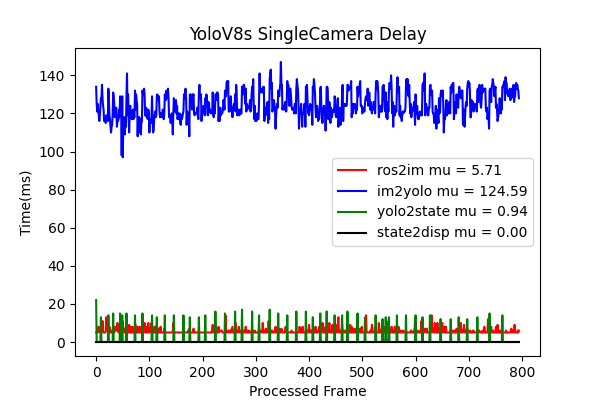 YoloV8s SingleCamera Delay
140
120
100
80
60
40
20
0
Time(ms)
ros2im mu = 5.71
im2yolo mu = 124.59
yolo2state mu = 0.94
state2disp mu = 0.00
0 100 200 300 400 500 600 700 800
Processed Frame